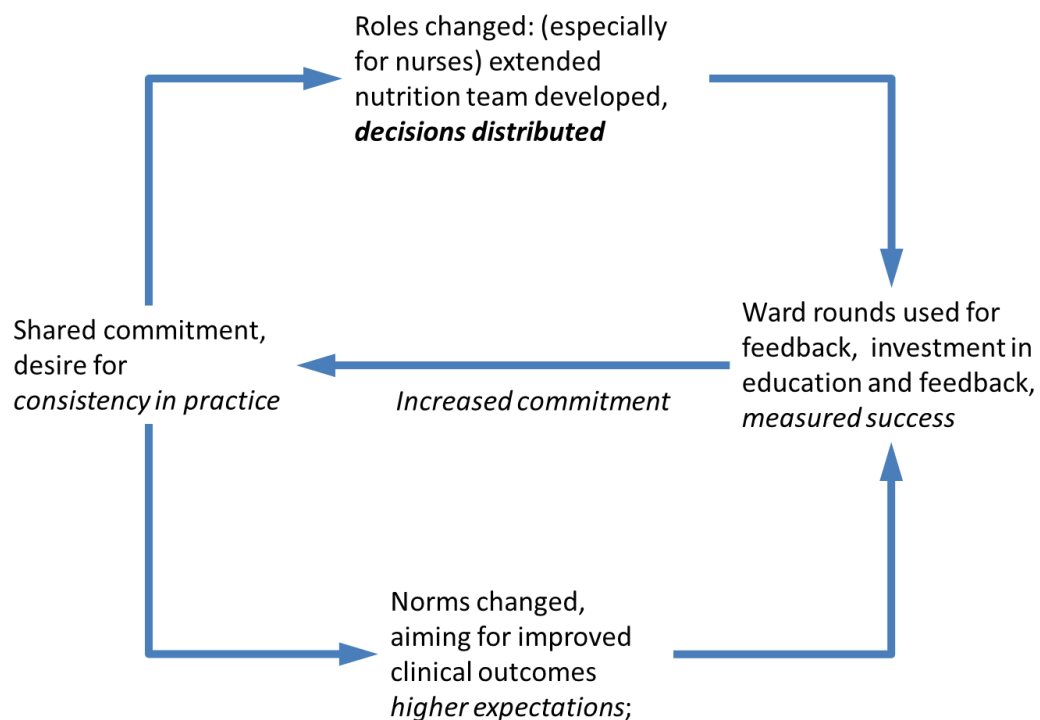 Roles changed: (especially
for nurses) extended
nutrition team developed,
decisions distributed
Shared commitment,
desire for
consistency in practice
Increased commitment
Ward rounds used for
feedback,  investment in
education and feedback,
measured success
Norms changed,
aiming for improved
clinical outcomes
higher expectations;